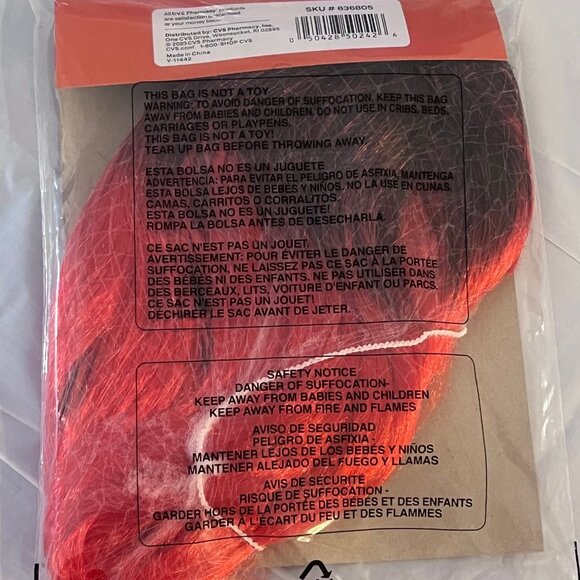 All CVS Pharmacy® products
are satisfaction guaranteed
or your money back.
Distributed by: CVS Pharmacy, Inc.
One CVS Drive, Woonsocket, RI 02895
© 2023 CVS Pharmacy
CVS.com® 1-800-SHOP CVS
Made in China
V-11442
SKU # 636805
0 50428 50242 6
THIS BAG IS NOT A TOY
WARNING: TO AVOID DANGER OF SUFFOCATION, KEEP THIS BAG
AWAY FROM BABIES AND CHILDREN. DO NOT USE IN CRIBS, BEDS,
CARRIAGES OR PLAYPENS.
THIS BAG IS NOT A TOY!
TEAR UP BAG BEFORE THROWING AWAY.
ESTA BOLSA NO ES UN JUGUETE
ADVERTENCIA: PARA EVITAR EL PELIGRO DE ASFIXIA, MANTENGA
ESTA BOLSA LEJOS DE BEBES Y NIÑOS, NO LA USE EN CUNAS,
CAMAS, CARRITOS O CORRALITOS.
ESTA BOLSA NO ES UN JUGUETE!
ROMPA LA BOLSA ANTES DE DESECHARLA.
CE SAC N'EST PAS UN JOUET.
AVERTISSEMENT: POUR ÉVITER LE DANGER DE
SUFFOCATION, NE LAISSEZ PAS CE SAC À LA PORTÉE
DES BÉBÉS NI DES ENFANTS. NE PAS UTILISER DANS
DES BERCEAUX, LITS, VOITURE D'ENFANT OU PARCS.
CE SAC N'EST PAS UN JOUET!
DÉCHIRER LE SAC AVANT DE JETER.
SAFETY NOTICE
DANGER OF SUFFOCATION-
KEEP AWAY FROM BABIES AND CHILDREN
KEEP AWAY FROM FIRE AND FLAMES
AVISO DE SEGURIDAD
PELIGRO DE ASFIXIA -
MANTENER LEJOS DE LOS BEBÉS Y NIÑOS
MANTENER ALEJADO DEL FUEGO Y LLAMAS
AVIS DE SÉCURITÉ
RISQUE DE SUFFOCATION -
GARDER HORS DE LA PORTÉE DES BÉBÉS ET DES ENFANTS
GARDER À L'ÉCART DU FEU ET DES FLAMMES